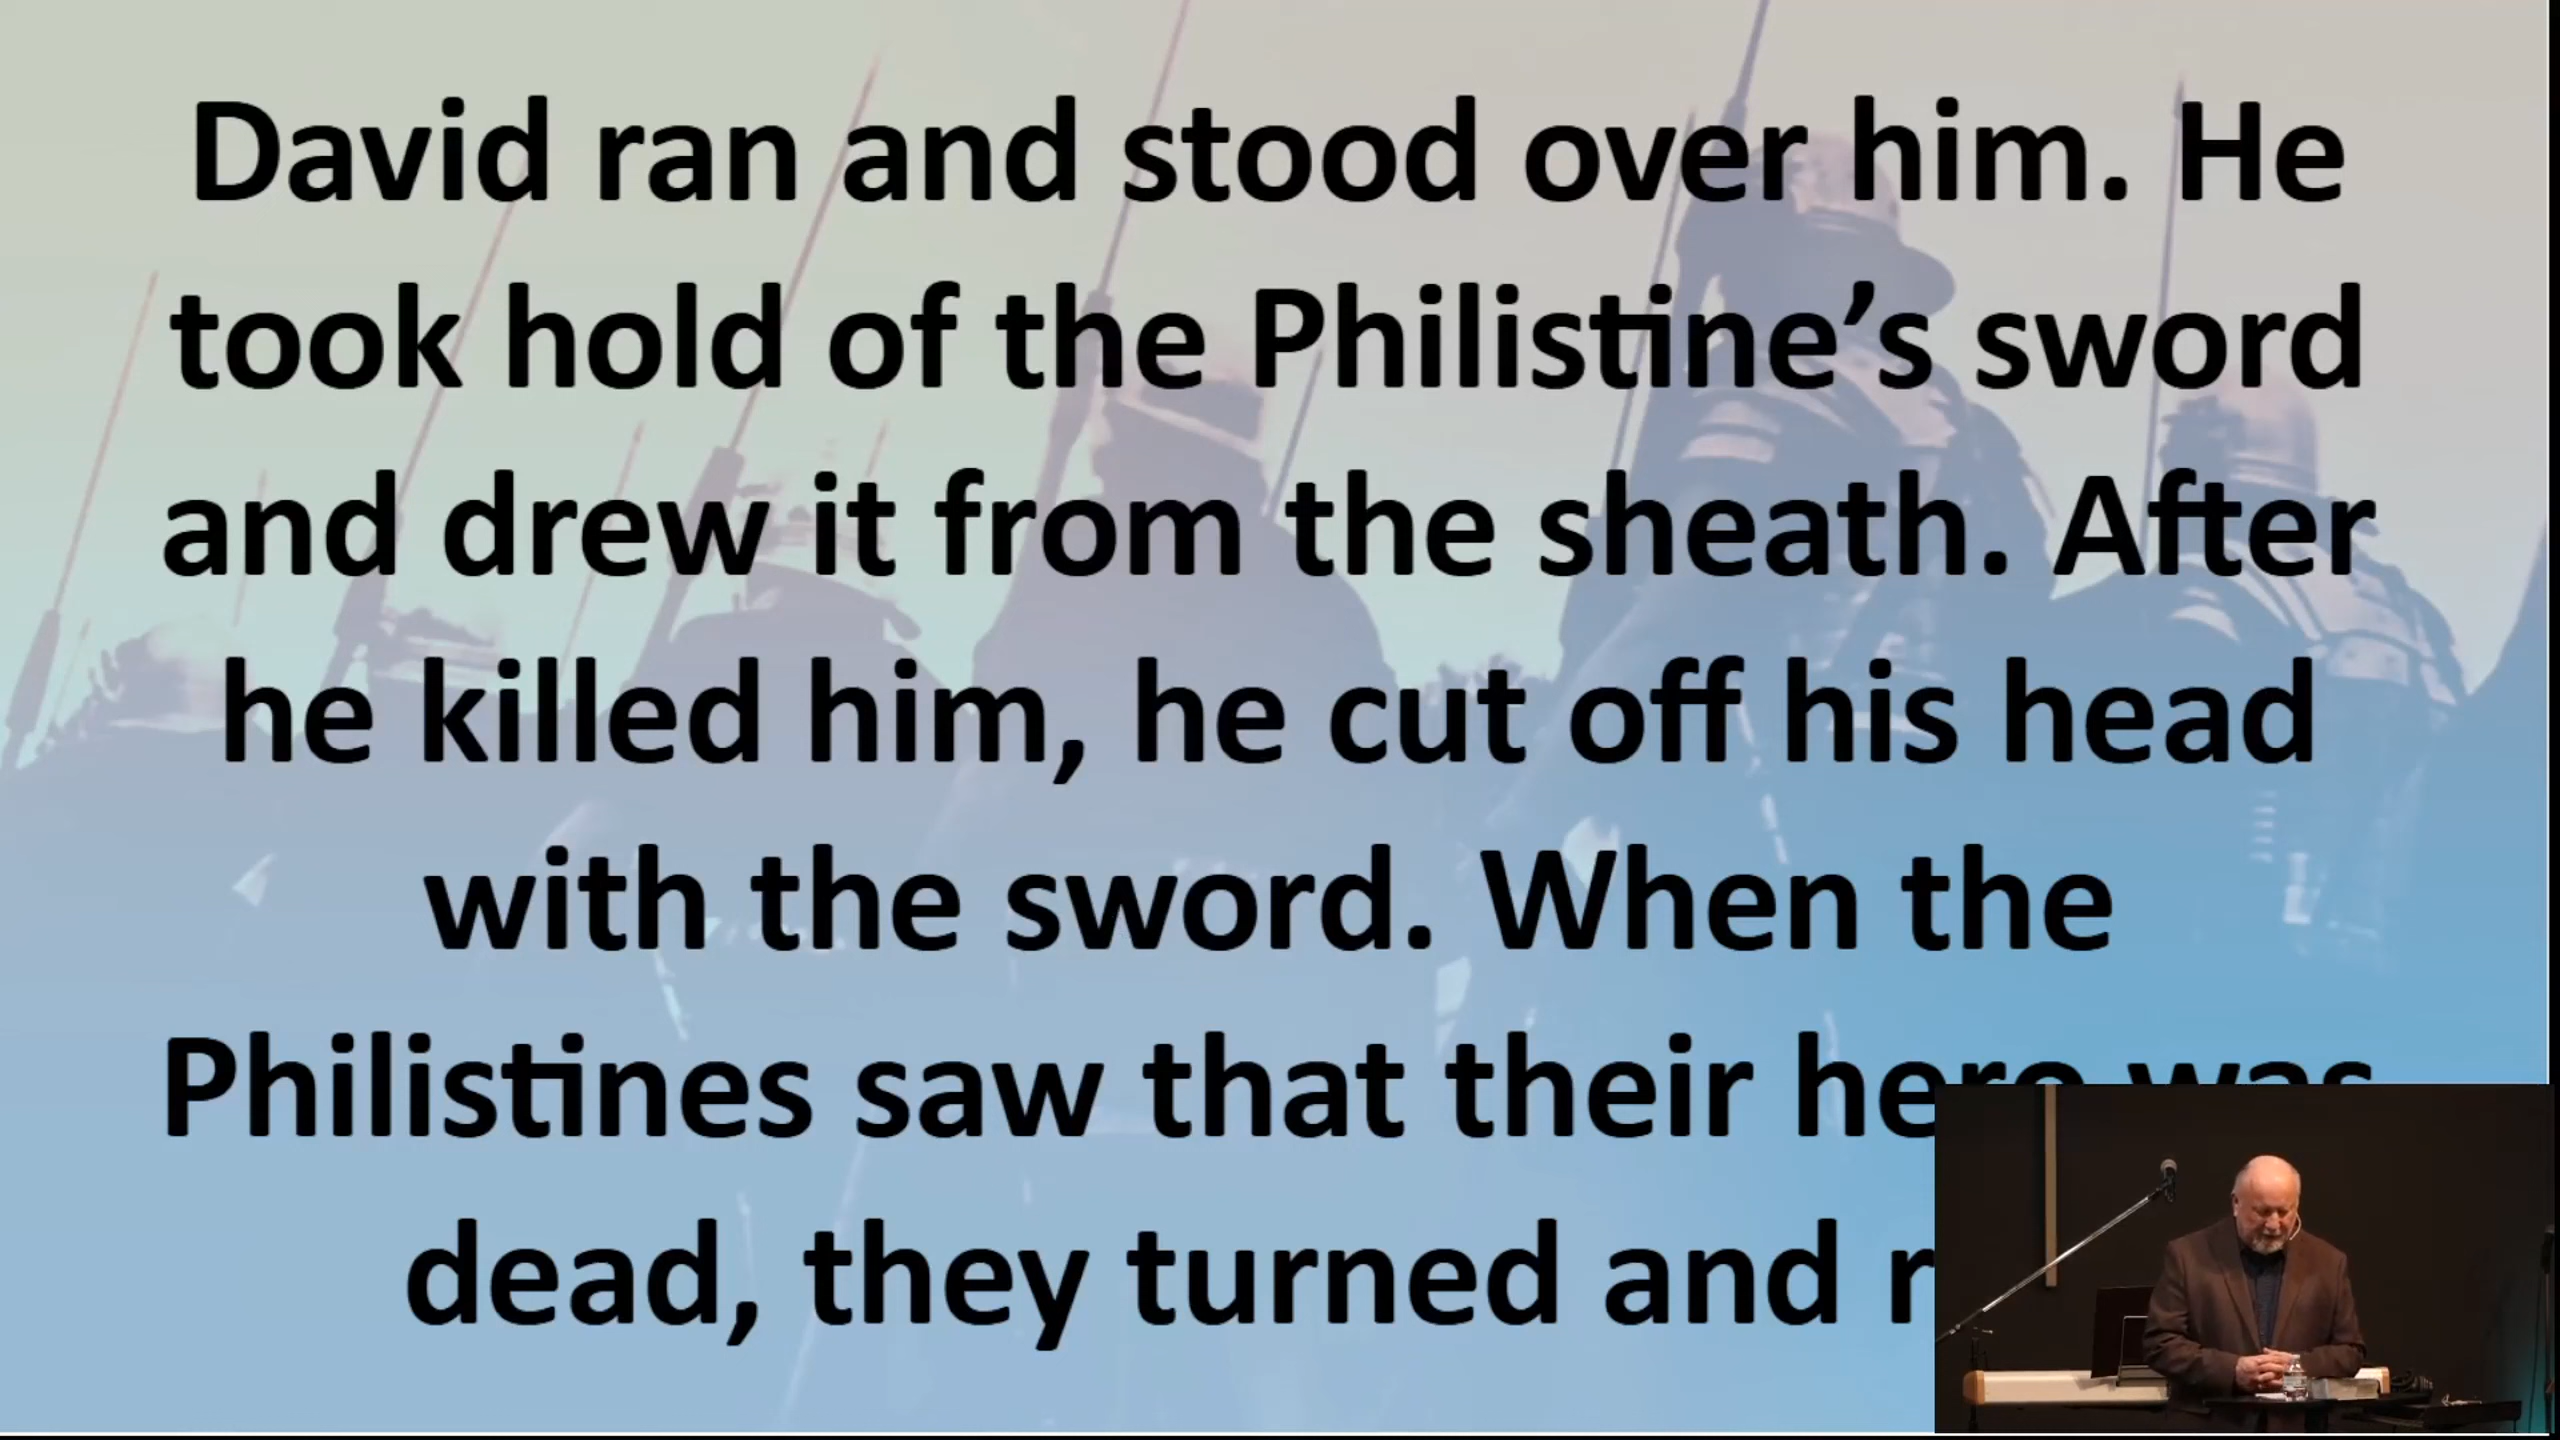 David ran and stood over him. He
took hold of the Philistine’s sword
and drew it from the sheath. After
he killed him, he cut off his head
with the sword. When the
Philistines saw that their hero was
dead, they turned and